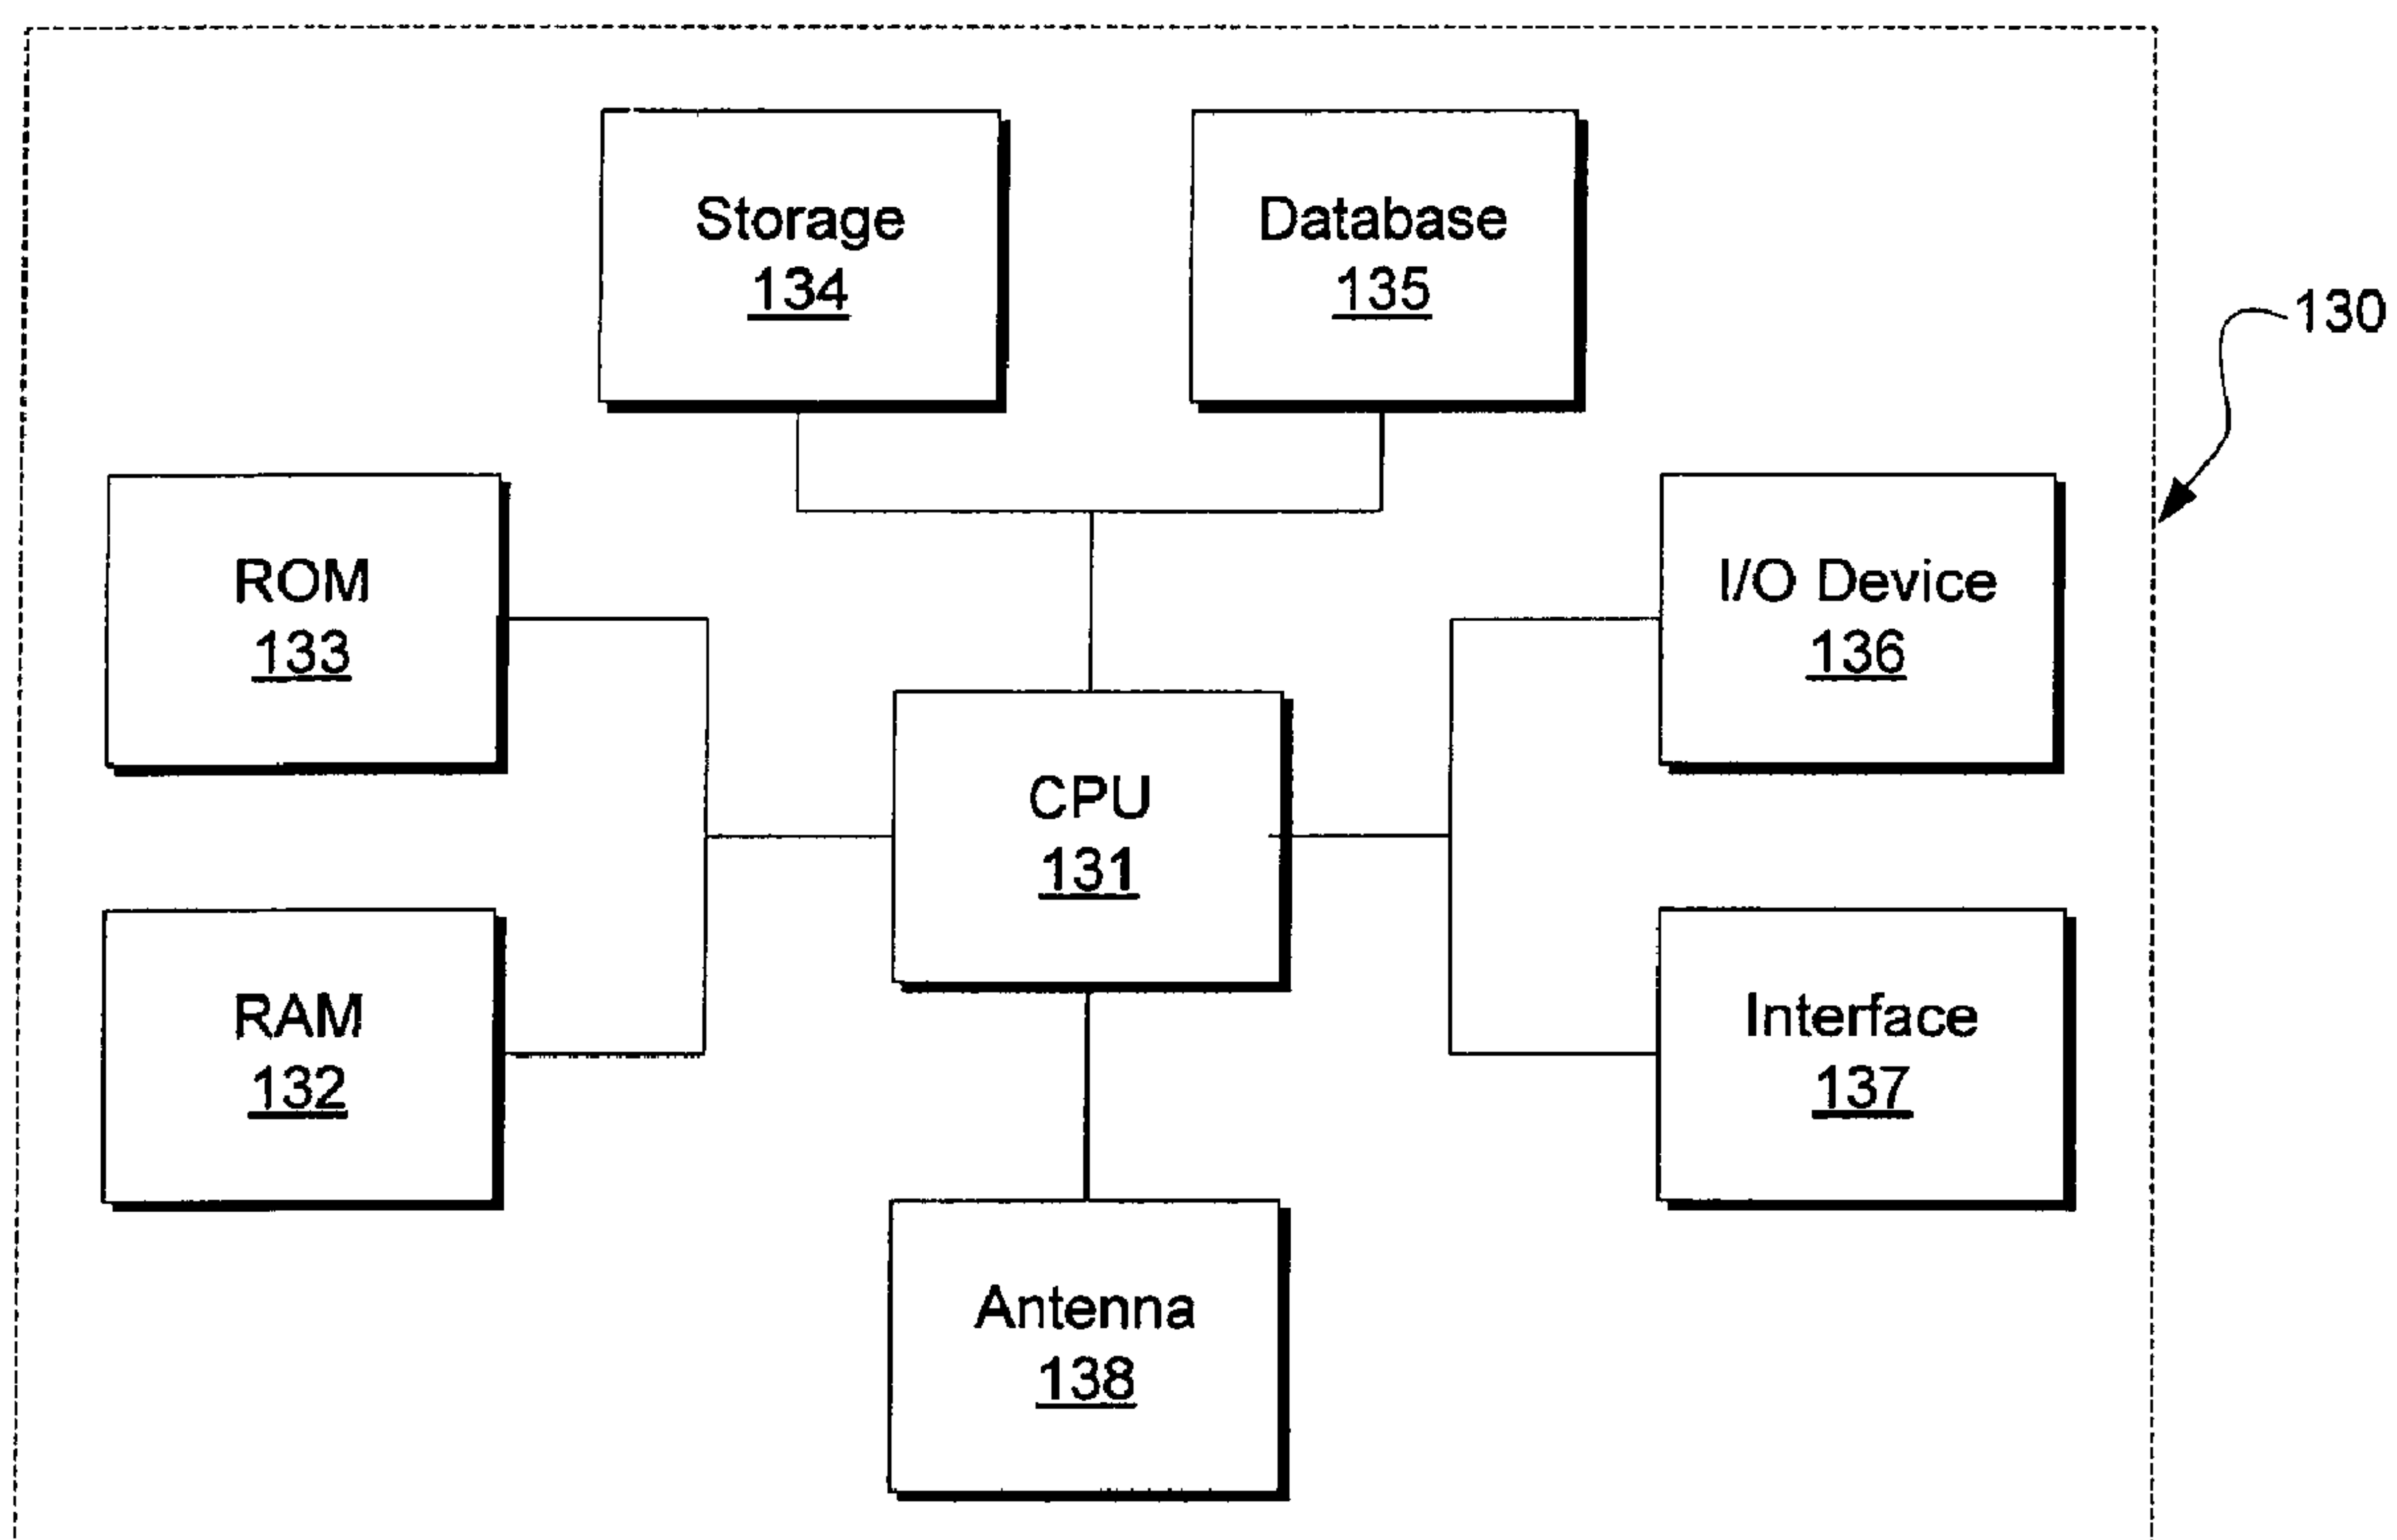 Storage
134
Database
135
130
ROM
133
I/O Device
136
CPU
131
RAM
132
Interface
137
Antenna
138